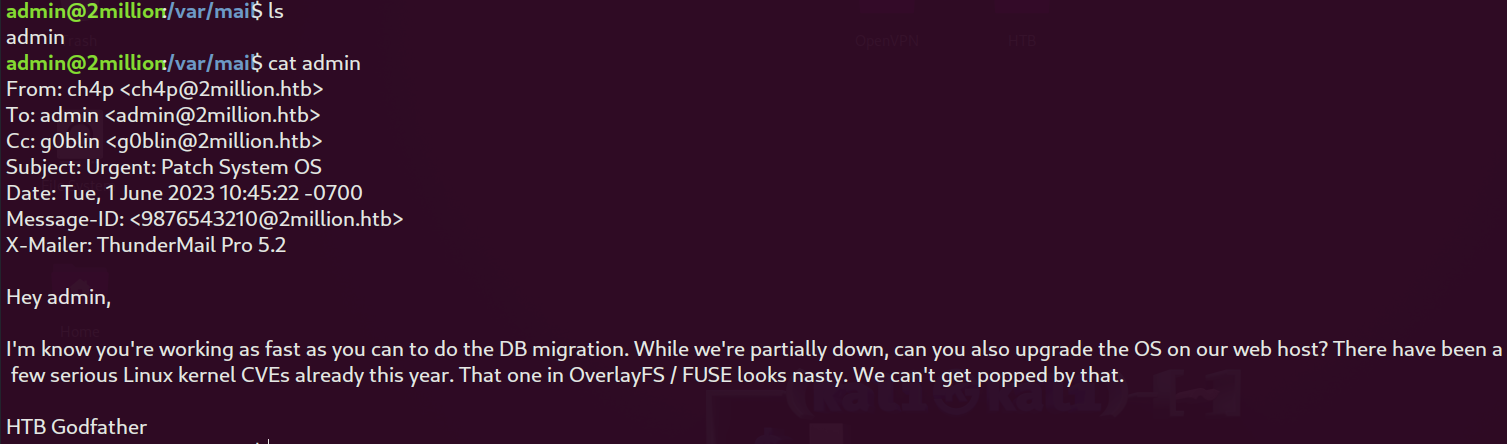 admin@2million:/var/mail$ ls
admin
admin@2million:/var/mail$ cat admin
From: ch4p <ch4p@2million.htb>
To: admin <admin@2million.htb>
Cc: g0blin <g0blin@2million.htb>
Subject: Urgent: Patch System OS
Date: Tue, 1 June 2023 10:45:22 -0700
Message-ID: <9876543210@2million.htb>
X-Mailer: ThunderMail Pro 5.2
Hey admin,
I'm know you're working as fast as you can to do the DB migration. While we're partially down, can you also upgrade the OS on our web host? There have been a
few serious Linux kernel CVEs already this year. That one in OverlayFS / FUSE looks nasty. We can't get popped by that.
HTB Godfather